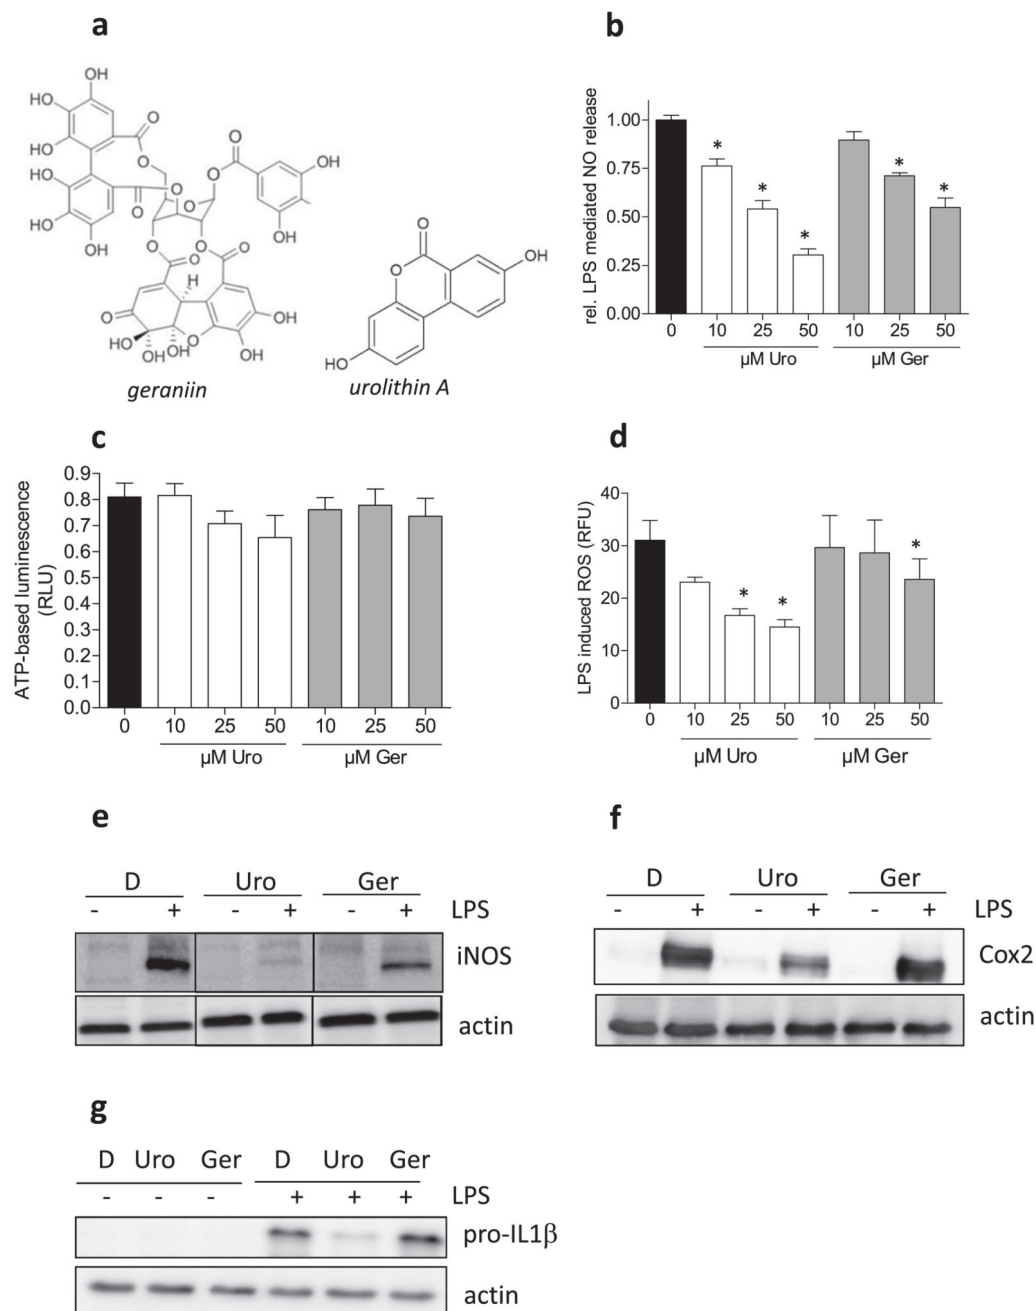 a
OH
HO
OH
HO
O
O
HO
O
O
OH
HO
O
O
O
HO
O
O
OH
HO
OH
O
O
O
O
H
O
O
OH
HO
OH
OH
OH
geraniin
O
O
OH
HO
urolithin A
b
rel. LPS mediated NO release
1.00
0.75
0.50
0.25
0.00
* * * * *
0 10 25 50 10 25 50
µM Uro µM Ger
c
ATP-based luminescence
(RLU)
0.9
0.8
0.7
0.6
0.5
0.4
0.3
0.2
0.1
0.0
0 10 25 50 10 25 50
µM Uro µM Ger
d
LPS induced ROS (RFU)
40
30
20
10
0
* * *
0 10 25 50 10 25 50
µM Uro µM Ger
e
D Uro Ger
- + - + - + LPS
iNOS
actin
f
D Uro Ger
- + - + - + LPS
Cox2
actin
g
D Uro Ger D Uro Ger
- - - + + + LPS
pro-IL1β
actin